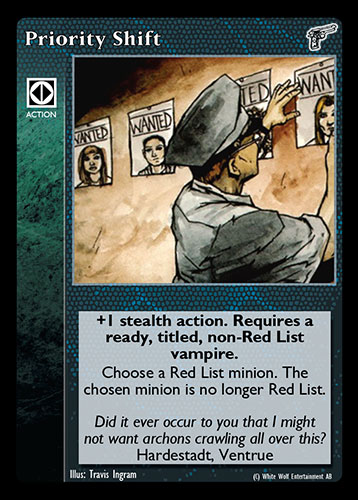 Priority Shift
ACTION
WANTED
WANTED
WANTED
WANT
+1 stealth action. Requires a
ready, titled, non-Red List
vampire.
Choose a Red List minion. The
chosen minion is no longer Red List.
Did it ever occur to you that I might
not want archons crawling all over this?
Hardestadt, Ventrue
Illus: Travis Ingram
(C) White Wolf Entertainment AB